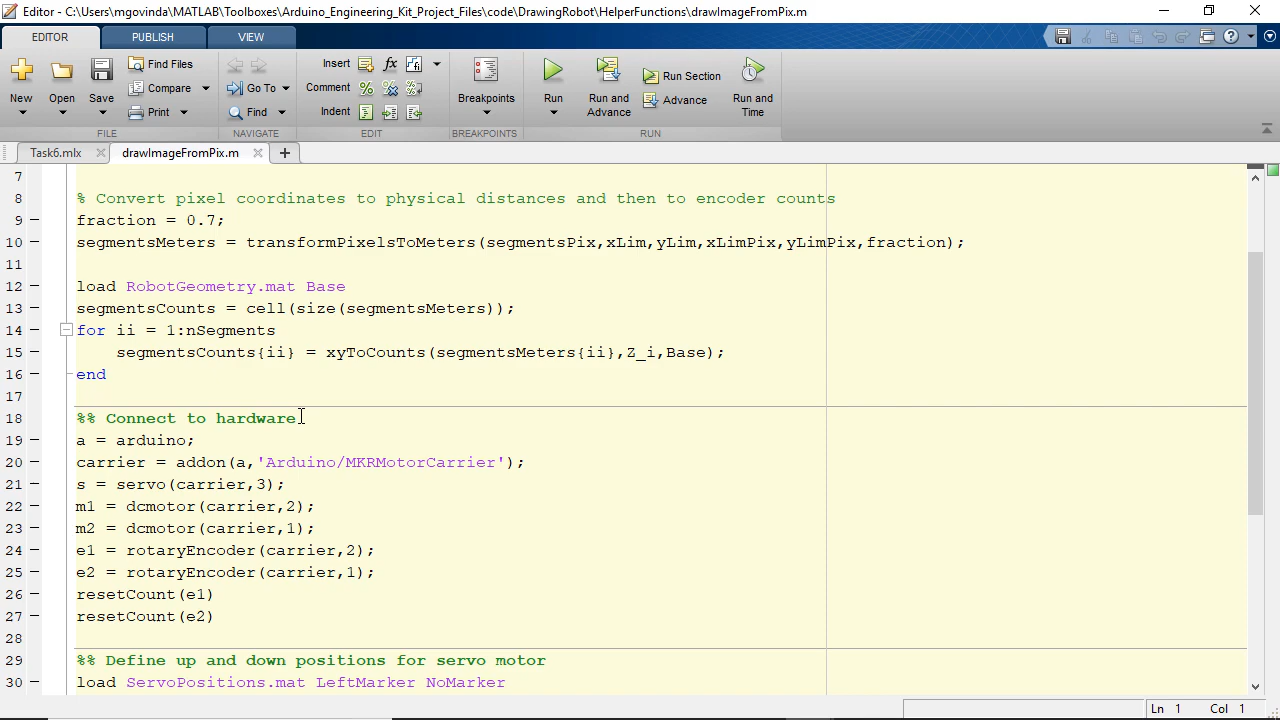 Editor - C:\Users\mgovinda\MATLAB\Toolboxes\Arduino_Engineering_Kit_Project_Files\code\DrawingRobot\HelperFunctions\drawImageFromPix.m
EDITOR PUBLISH VIEW
New Open Save Find Files Compare Print
Go To Find
Insert fx
Comment % %
Indent
Breakpoints
Run Run and Advance Run Section Advance Run and Time
FILE NAVIGATE EDIT BREAKPOINTS RUN
Task6.mlx drawImageFromPix.m
7
8 % Convert pixel coordinates to physical distances and then to encoder counts
9 fraction = 0.7;
10 segmentsMeters = transformPixelsToMeters(segmentsPix,xLim,yLim,xLimPix,yLimPix,fraction);
11
12 load RobotGeometry.mat Base
13 segmentsCounts = cell(size(segmentsMeters));
14 for ii = 1:nSegments
15 segmentsCounts{ii} = xyToCounts(segmentsMeters{ii},Z_i,Base);
16 end
17
18 %% Connect to hardware
19 a = arduino;
20 carrier = addon(a,'Arduino/MKRMotorCarrier');
21 s = servo(carrier,3);
22 m1 = dcmotor(carrier,2);
23 m2 = dcmotor(carrier,1);
24 e1 = rotaryEncoder(carrier,2);
25 e2 = rotaryEncoder(carrier,1);
26 resetCount(e1)
27 resetCount(e2)
28
29 %% Define up and down positions for servo motor
30 load ServoPositions.mat LeftMarker NoMarker
Ln 1 Col 1